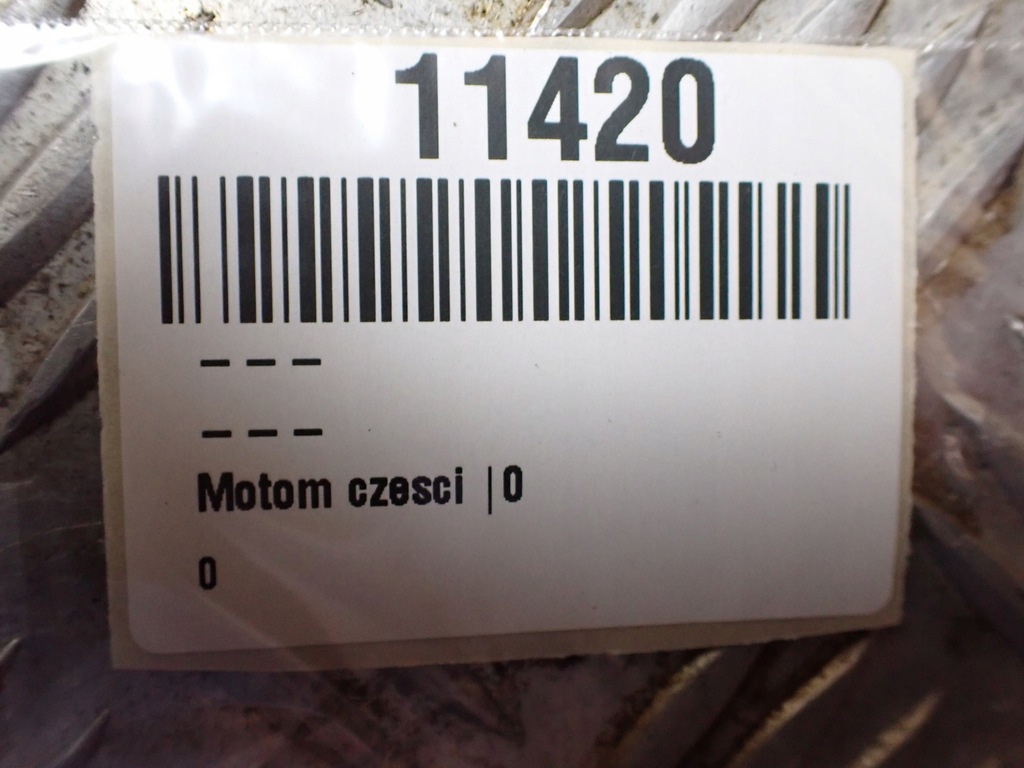 11420
---
---
Motom czesci |0
0